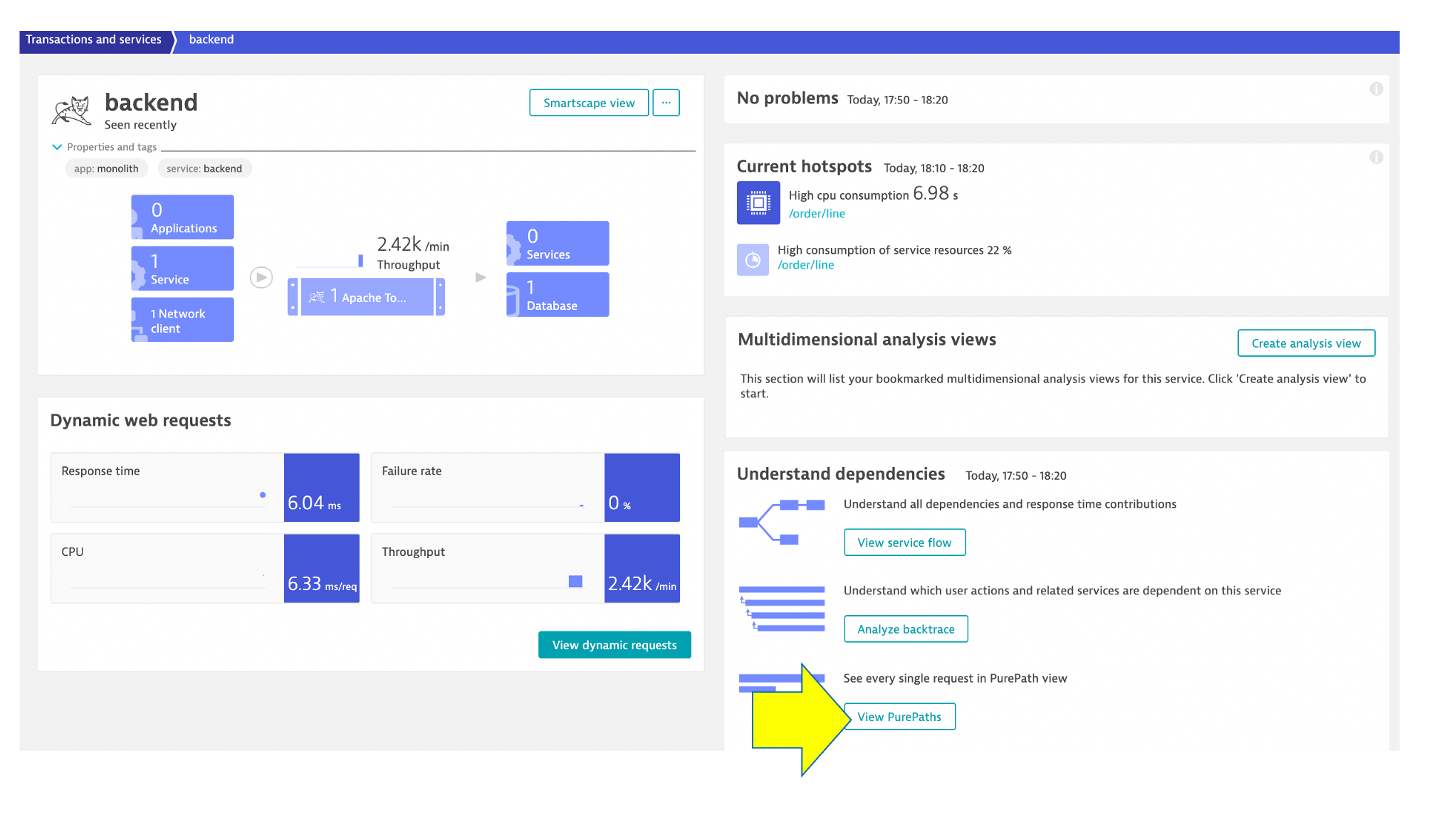 Transactions and services
backend
backend
Seen recently
Smartscape view
...
Properties and tags
app: monolith
service: backend
0
Applications
1
Service
1 Network
client
2.42k /min
Throughput
1 Apache To...
0
Services
1
Database
Dynamic web requests
Response time
6.04 ms
Failure rate
0 %
CPU
6.33 ms/req
Throughput
2.42k /min
View dynamic requests
No problems Today, 17:50 - 18:20
Current hotspots Today, 18:10 - 18:20
High cpu consumption 6.98 s
/order/line
High consumption of service resources 22 %
/order/line
Multidimensional analysis views
Create analysis view
This section will list your bookmarked multidimensional analysis views for this service. Click 'Create analysis view' to
start.
Understand dependencies Today, 17:50 - 18:20
Understand all dependencies and response time contributions
View service flow
Understand which user actions and related services are dependent on this service
Analyze backtrace
See every single request in PurePath view
View PurePaths